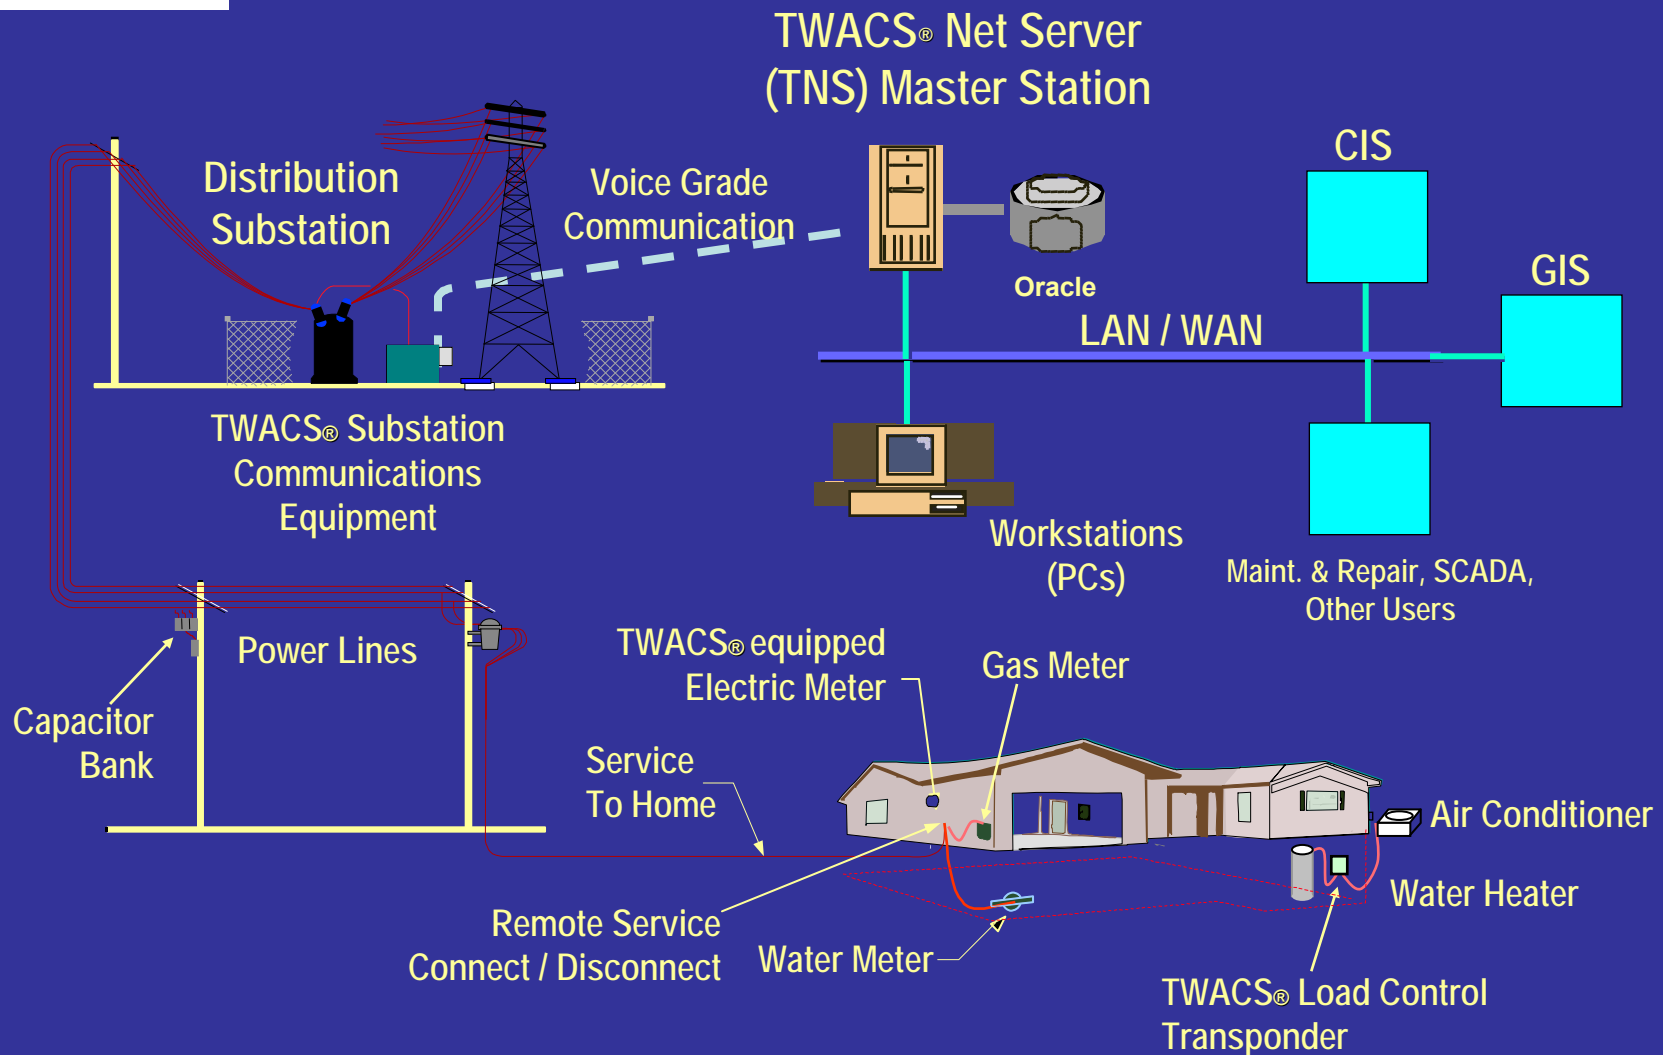 TWACS® Net Server
(TNS) Master Station
Distribution
Substation
Voice Grade
Communication
Oracle
CIS
GIS
LAN / WAN
TWACS® Substation
Communications
Equipment
Workstations
(PCs)
Maint. & Repair, SCADA,
Other Users
Power Lines
Capacitor
Bank
TWACS® equipped
Electric Meter
Gas Meter
Service
To Home
Air Conditioner
Water Heater
Remote Service
Connect / Disconnect
Water Meter
TWACS® Load Control
Transponder